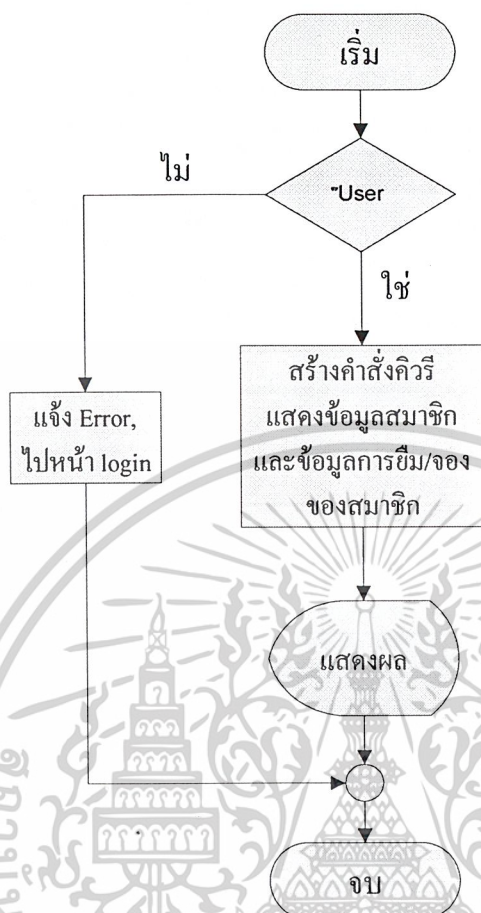 เริ่ม
ไม่
"User
ใช่
แจ้ง Error,
ไปหน้า login
สร้างคำสั่งคิวรี
แสดงข้อมูลสมาชิก
และข้อมูลการยืม/จอง
ของสมาชิก
แสดงผล
จบ